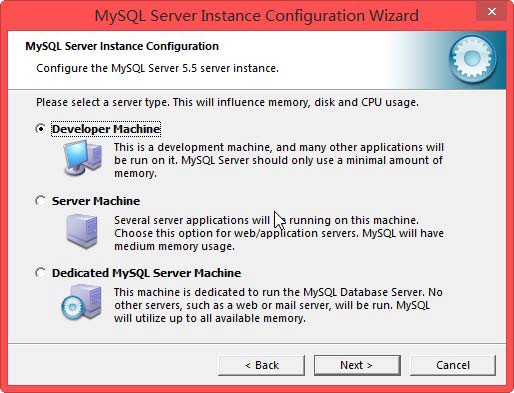 MySQL Server Instance Configuration Wizard
MySQL Server Instance Configuration
Configure the MySQL Server 5.5 server instance.
Please select a server type. This will influence memory, disk and CPU usage.
Developer Machine
This is a development machine, and many other applications will
be run on it. MySQL Server should only use a minimal amount of
memory.
Server Machine
Several server applications will be running on this machine.
Choose this option for web/application servers. MySQL will have
medium memory usage.
Dedicated MySQL Server Machine
This machine is dedicated to run the MySQL Database Server. No
other servers, such as a web or mail server, will be run. MySQL
will utilize up to all available memory.
< Back
Next >
Cancel